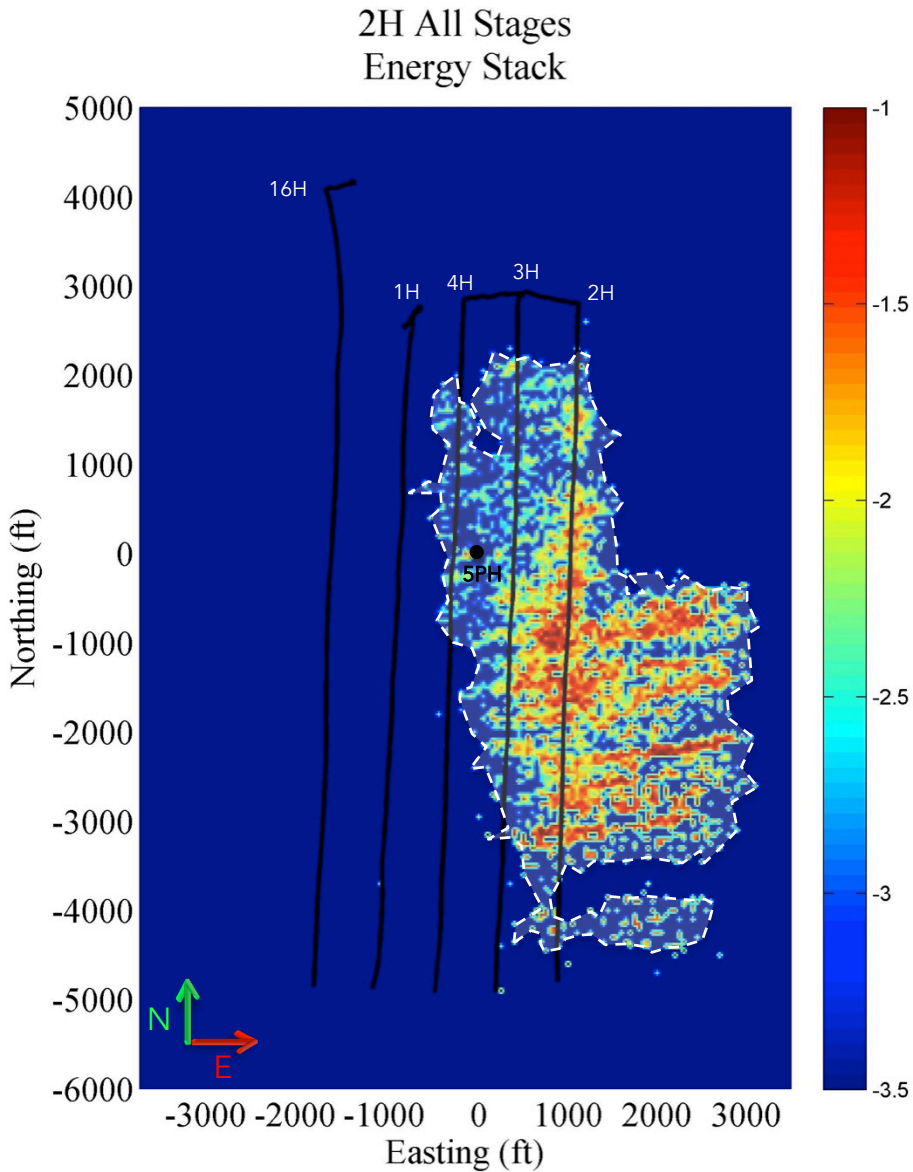 2H All Stages
Energy Stack
5000
4000
3000
2000
1000
0
-1000
-2000
-3000
-4000
-5000
-6000
Northing (ft)
16H
1H
4H
3H
2H
5PH
N
E
-3000 -2000 -1000 0 1000 2000 3000
Easting (ft)
-1
-1.5
-2
-2.5
-3
-3.5